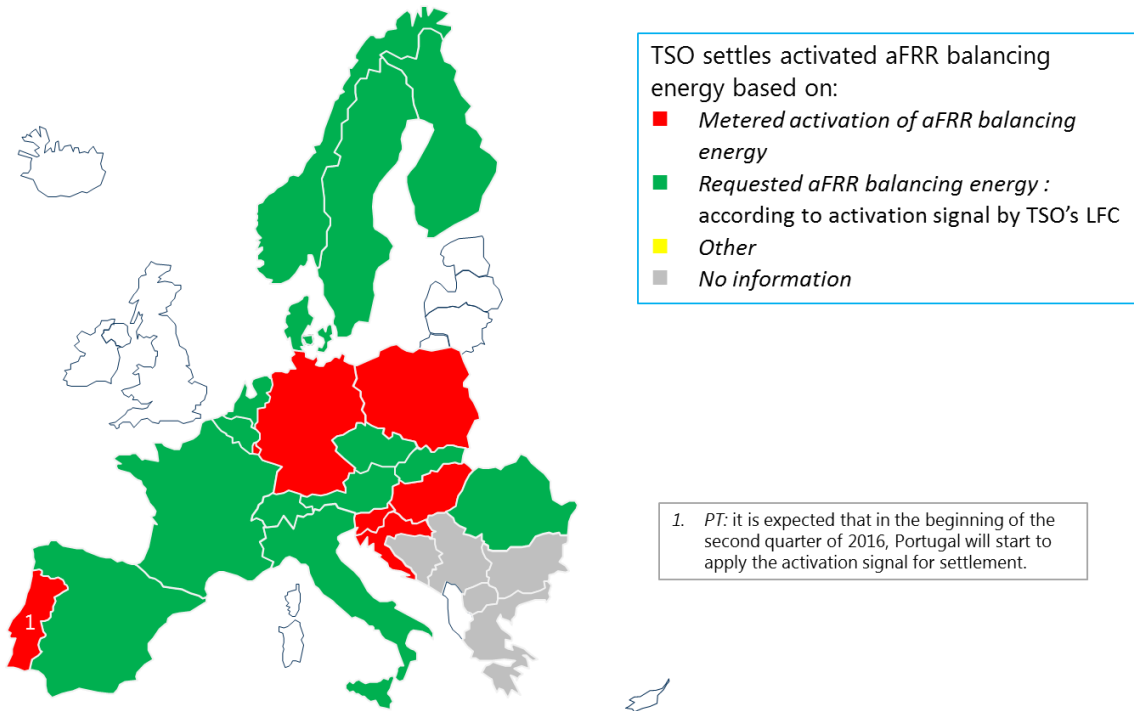 TSO settles activated aFRR balancing
energy based on:
Metered activation of aFRR balancing
energy
Requested aFRR balancing energy :
according to activation signal by TSO's LFC
Other
No information
1. PT: it is expected that in the beginning of the
second quarter of 2016, Portugal will start to
apply the activation signal for settlement.
1